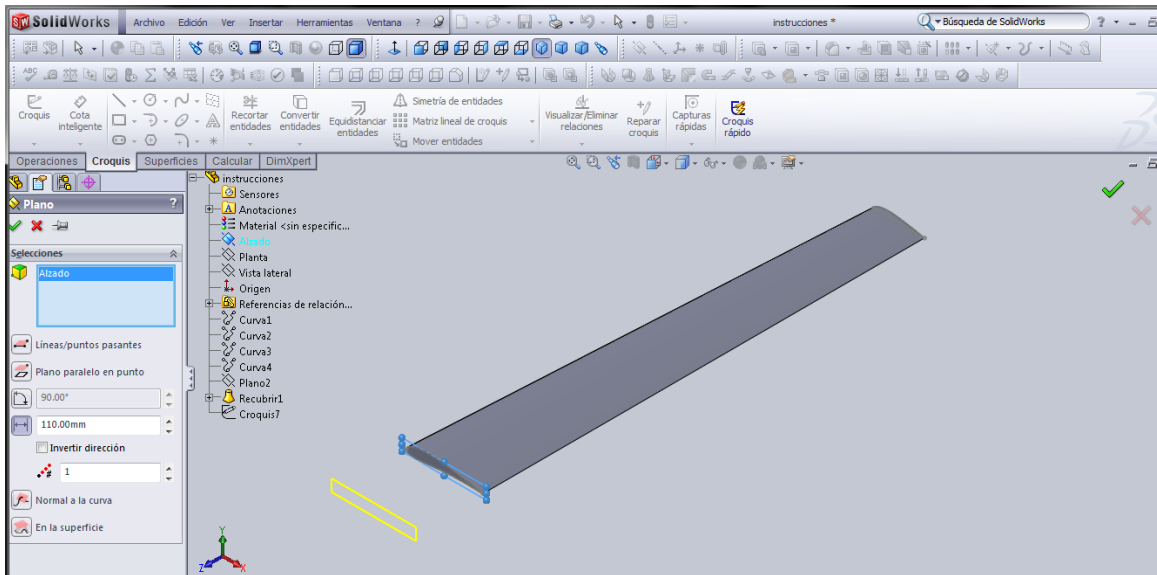 SolidWorks Archivo Edición Ver Insertar Herramientas Ventana ? instrucciones * Búsqueda de SolidWorks ?
Croquis Cota inteligente Recortar entidades Convertir entidades Equidistanciar entidades Simetría de entidades Visualizar/Eliminar relaciones Reparar croquis Capturas rápidas Croquis rápido
Matriz lineal de croquis
Mover entidades
Operaciones Croquis Superficies Calcular DimXpert
Plano ?
Selecciones
Alzado
Líneas/puntos pasantes
Plano paralelo en punto
90.00°
110.00mm
Invertir dirección
1
Normal a la curva
En la superficie
instrucciones
Sensores
Anotaciones
Material <sin especific...
Alzado
Planta
Vista lateral
Origen
Referencias de relación...
Curva1
Curva2
Curva3
Curva4
Plano2
Recubrir1
Croquis7
Y
Z X